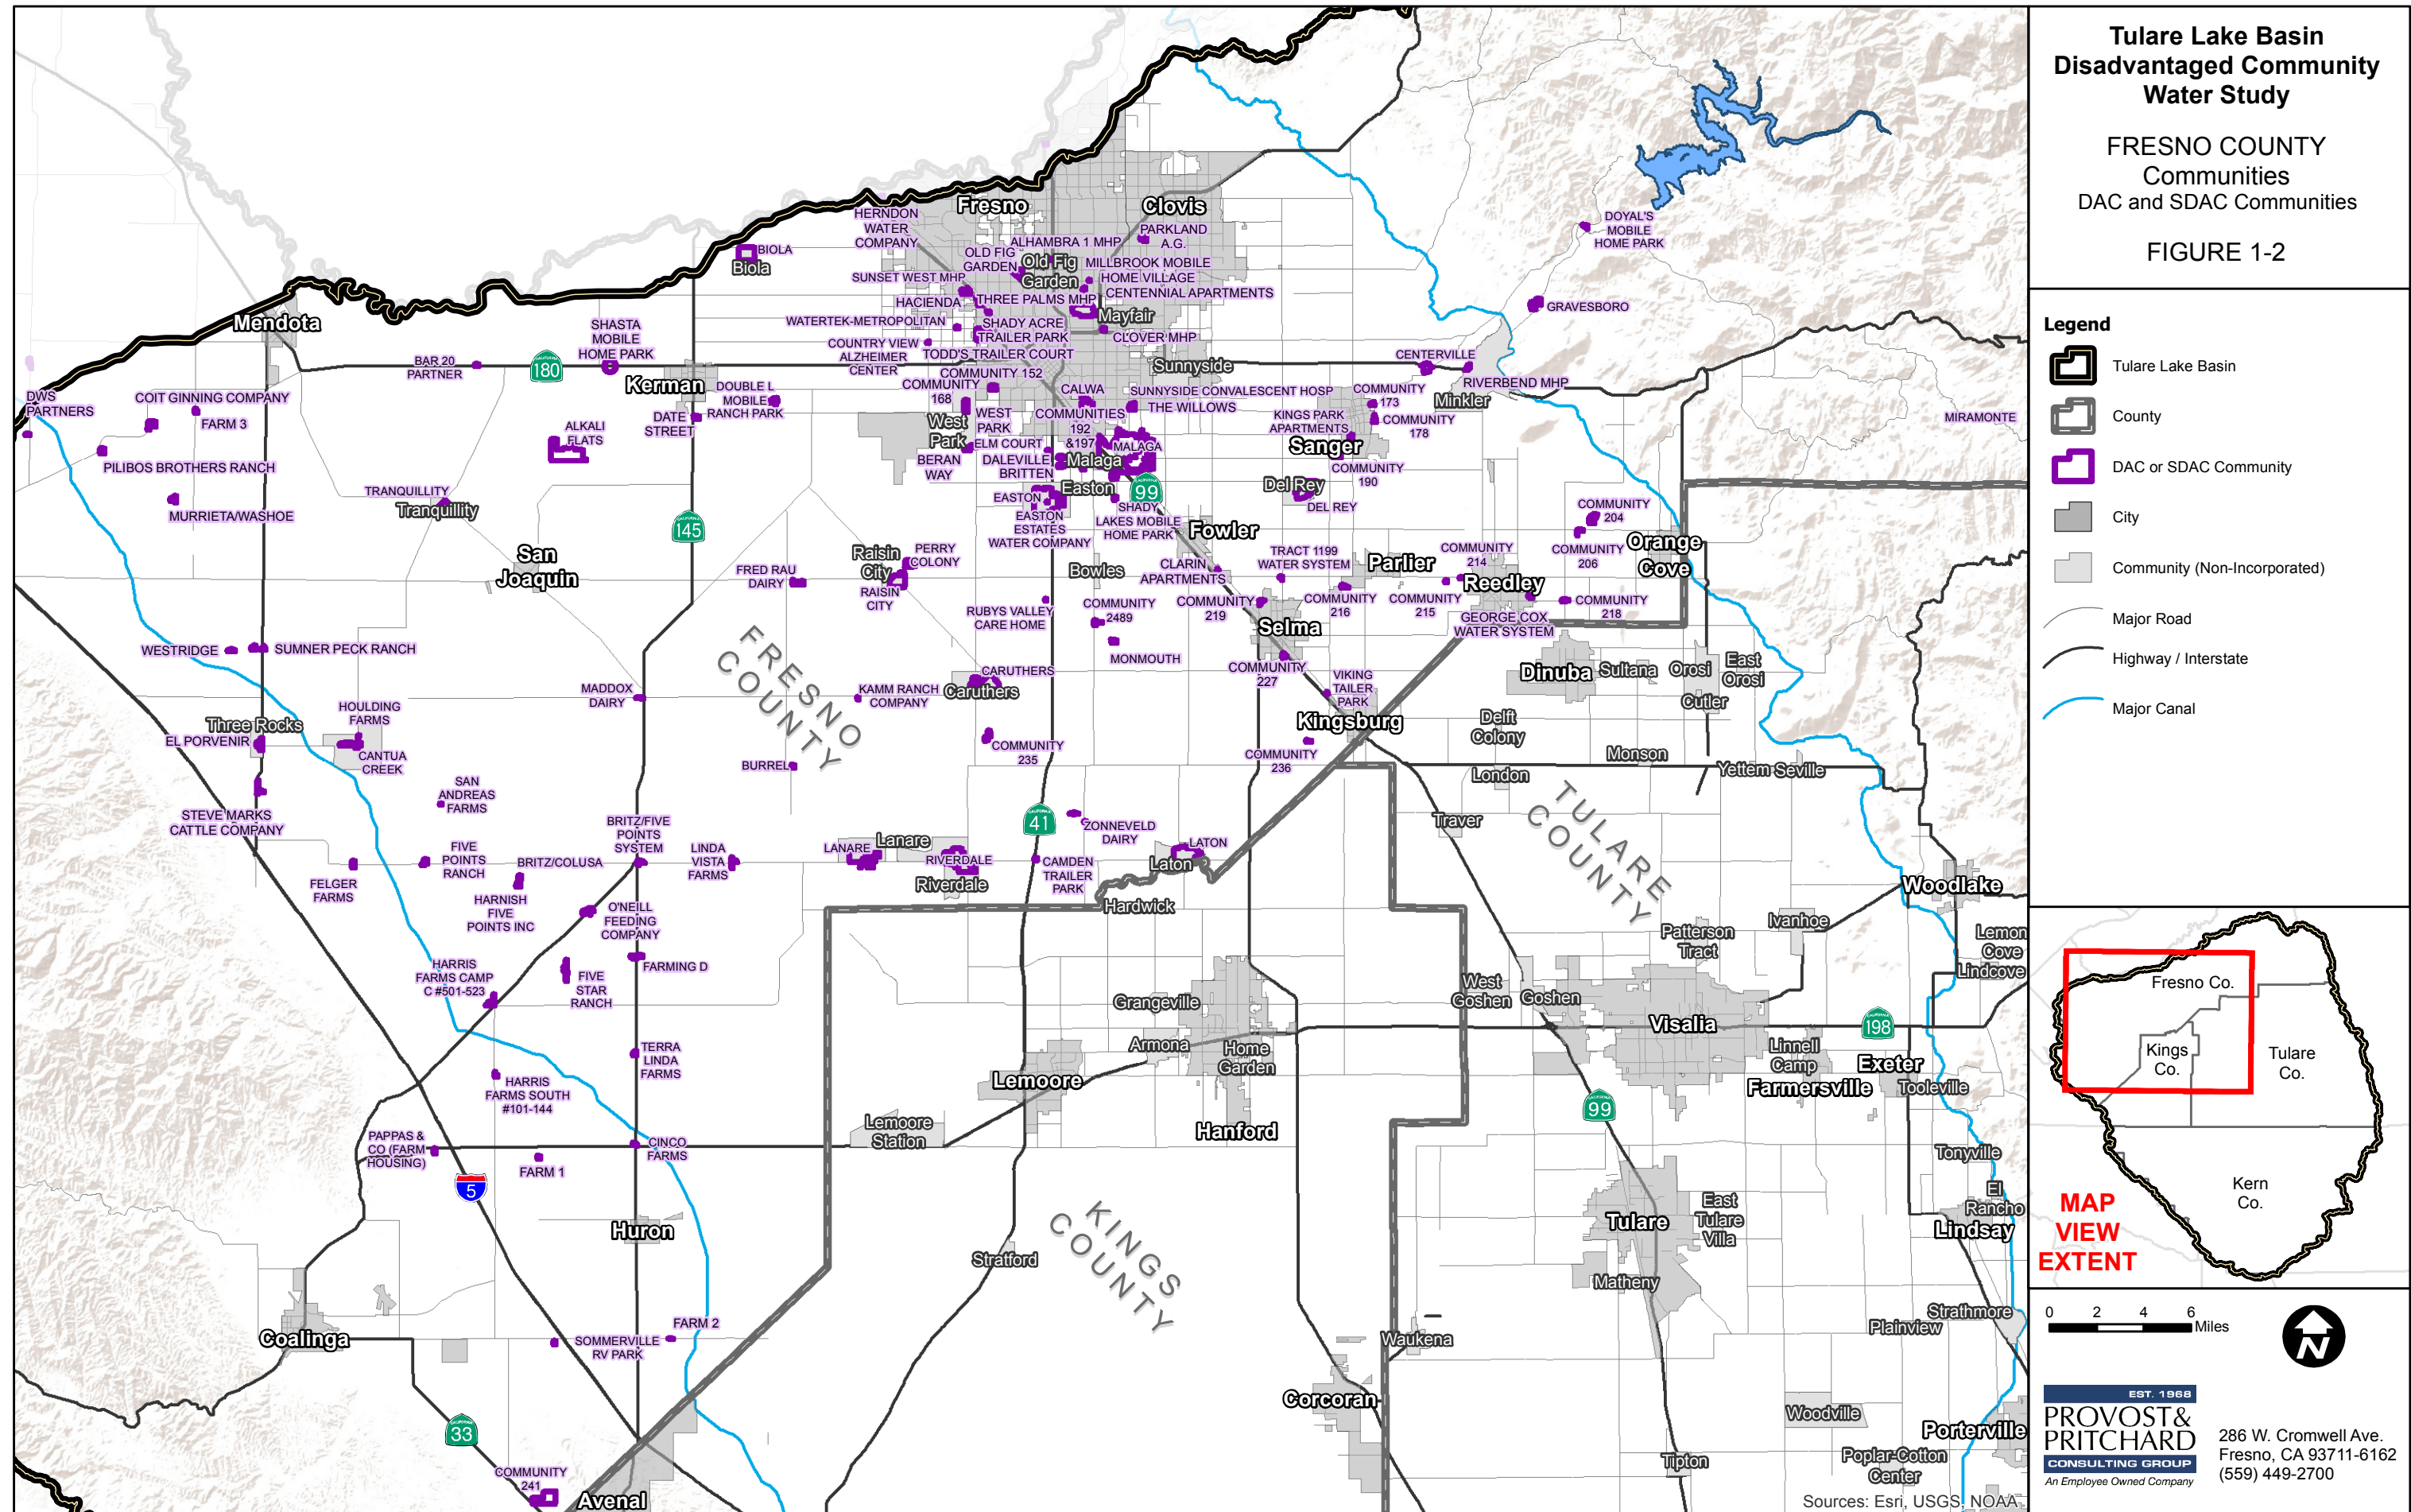 Tulare Lake Basin
Disadvantaged Community
Water Study
FRESNO COUNTY
Communities
DAC and SDAC Communities
FIGURE 1-2
Legend
Tulare Lake Basin
County
DAC or SDAC Community
City
Community (Non-Incorporated)
Major Road
Highway / Interstate
Major Canal
Fresno Co.
Kings
Co.
Tulare
Co.
Kern
Co.
MAP
VIEW
EXTENT
0 2 4 6
Miles
N
EST. 1968
PROVOST&
PRITCHARD
CONSULTING GROUP
An Employee Owned Company
286 W. Cromwell Ave.
Fresno, CA 93711-6162
(559) 449-2700
Sources: Esri, USGS, NOAA
Fresno
Clovis
HERNDON
WATER
COMPANY
PARKLAND
A.G.
ALHAMBRA 1 MHP
OLD FIG
GARDEN
Old Fig
Garden
MILLBROOK MOBILE
HOME VILLAGE
SUNSET WEST MHP
CENTENNIAL APARTMENTS
HACIENDA
THREE PALMS MHP
Mayfair
WATERTEK-METROPOLITAN
SHADY ACRE
TRAILER PARK
CLOVER MHP
COUNTRY VIEW
ALZHEIMER
CENTER
TODD'S TRAILER COURT
Sunnyside
COMMUNITY 152
COMMUNITY
168
CALWA
SUNNYSIDE CONVALESCENT HOSP
THE WILLOWS
WEST
PARK
West
Park
COMMUNITIES
192
&197
MALAGA
Malaga
ELM COURT
BERAN
WAY
DALEVILLE
BRITTEN
EASTON
Easton
99
SHADY
LAKES MOBILE
HOME PARK
EASTON
ESTATES
WATER COMPANY
DOYAL'S
MOBILE
HOME PARK
GRAVESBORO
BIOLA
Biola
Mendota
SHASTA
MOBILE
HOME PARK
BAR 20
PARTNER
CALIFORNIA
180
Kerman
DOUBLE L
MOBILE
RANCH PARK
DATE
STREET
DWS
PARTNERS
COIT GINNING COMPANY
FARM 3
ALKALI
FLATS
PILIBOS BROTHERS RANCH
MURRIETA/WASHOE
TRANQUILLITY
Tranquillity
San
Joaquin
CALIFORNIA
145
CENTERVILLE
RIVERBEND MHP
Minkler
COMMUNITY
173
KINGS PARK
APARTMENTS
COMMUNITY
178
Sanger
COMMUNITY
190
MIRAMONTE
Del Rey
DEL REY
Fowler
COMMUNITY
204
COMMUNITY
206
Orange
Cove
Raisin
City
PERRY
COLONY
RAISIN
CITY
FRED RAU
DAIRY
Bowles
CLARIN
APARTMENTS
TRACT 1199
WATER SYSTEM
Parlier
COMMUNITY
214
Reedley
RUBYS VALLEY
CARE HOME
COMMUNITY
2489
COMMUNITY
219
COMMUNITY
216
COMMUNITY
215
COMMUNITY
218
GEORGE COX
WATER SYSTEM
Selma
MONMOUTH
COMMUNITY
227
WESTRIDGE
SUMNER PECK RANCH
FRESNO
COUNTY
CARUTHERS
Caruthers
KAMM RANCH
COMPANY
MADDOX
DAIRY
VIKING
TAILER
PARK
Kingsburg
Dinuba
Sultana
Orosi
East
Orosi
Cutler
HOULDING
FARMS
Three Rocks
EL PORVENIR
CANTUA
CREEK
COMMUNITY
235
COMMUNITY
236
Delft
Colony
Monson
London
Yettem-Seville
BURREL
SAN
ANDREAS
FARMS
STEVE MARKS
CATTLE COMPANY
BRITZ/FIVE
POINTS
SYSTEM
CALIFORNIA
41
ZONNEVELD
DAIRY
Traver
TULARE
COUNTY
FIVE
POINTS
RANCH
BRITZ/COLUSA
LINDA
VISTA
FARMS
LANARE
Lanare
RIVERDALE
Riverdale
CAMDEN
TRAILER
PARK
LATON
Laton
FELGER
FARMS
HARNISH
FIVE
POINTS INC
O'NEILL
FEEDING
COMPANY
Hardwick
Woodlake
Patterson
Tract
Ivanhoe
Lemon
Cove
Lindcove
HARRIS
FARMS CAMP
C #501-523
FIVE
STAR
RANCH
FARMING D
Grangeville
West
Goshen
Goshen
Visalia
198
Armona
Home
Garden
Linnell
Camp
Exeter
Farmersville
Tooleville
TERRA
LINDA
FARMS
HARRIS
FARMS SOUTH
#101-144
Lemoore
99
Lemoore
Station
Hanford
PAPPAS &
CO (FARM
HOUSING)
FARM 1
CINCO
FARMS
5
Tonyville
El
Rancho
Lindsay
Huron
KINGS
COUNTY
Stratford
Tulare
East
Tulare
Villa
Matheny
Coalinga
SOMMERVILLE
RV PARK
FARM 2
Waukena
Strathmore
Plainview
Corcoran
Woodville
Porterville
CALIFORNIA
33
COMMUNITY
241
Avenal
Tipton
Poplar-Cotton
Center